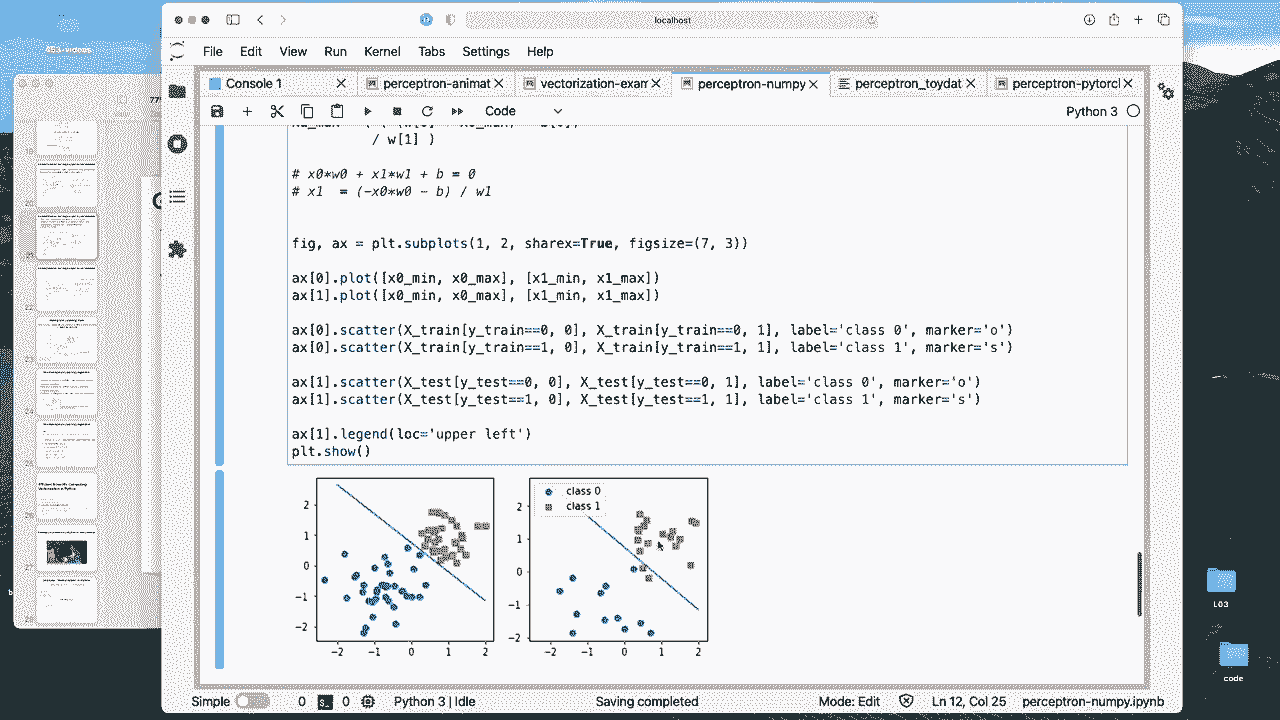 localhost
483-videos
File Edit View Run Kernel Tabs Settings Help
Console 1
perceptron-animat
vectorization-exam
perceptron-numpy
perceptron_toydat
perceptron-pytorcl
Code
Python 3
/ w[1] )
# x0*w0 + x1*w1 + b = 0
# x1  = (-x0*w0 - b) / w1
fig, ax = plt.subplots(1, 2, sharex=True, figsize=(7, 3))
ax[0].plot([x0_min, x0_max], [x1_min, x1_max])
ax[1].plot([x0_min, x0_max], [x1_min, x1_max])
ax[0].scatter(X_train[y_train==0, 0], X_train[y_train==0, 1], label='class 0', marker='o')
ax[0].scatter(X_train[y_train==1, 0], X_train[y_train==1, 1], label='class 1', marker='s')
ax[1].scatter(X_test[y_test==0, 0], X_test[y_test==0, 1], label='class 0', marker='o')
ax[1].scatter(X_test[y_test==1, 0], X_test[y_test==1, 1], label='class 1', marker='s')
ax[1].legend(loc='upper left')
plt.show()
2
1
0
−1
−2
−2 −1 0 1 2
class 0
class 1
2
1
0
−1
−2
−2 −1 0 1 2
L03
code
Simple 0 0 Python 3 | Idle Saving completed Mode: Edit Ln 12, Col 25 perceptron-numpy.ipynb